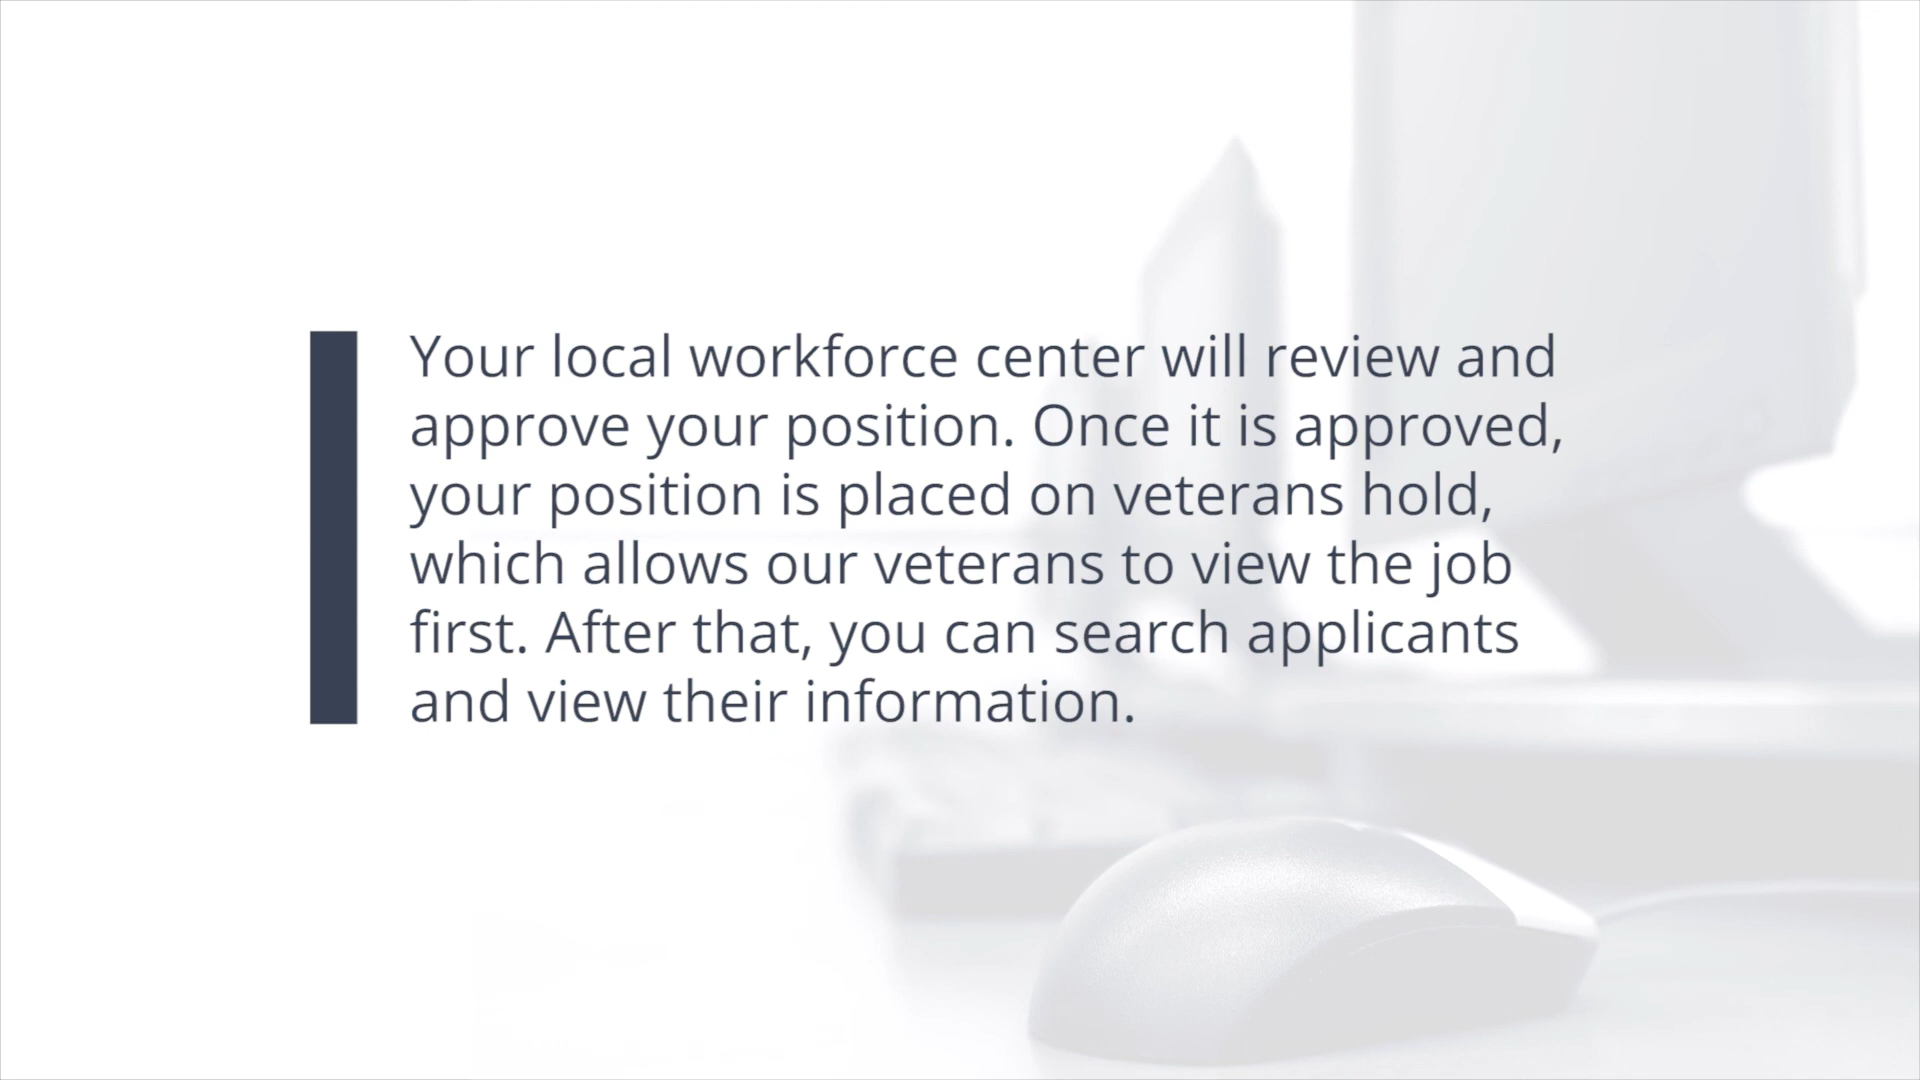 Your local workforce center will review and
approve your position. Once it is approved,
your position is placed on veterans hold,
which allows our veterans to view the job
first. After that, you can search applicants
and view their information.